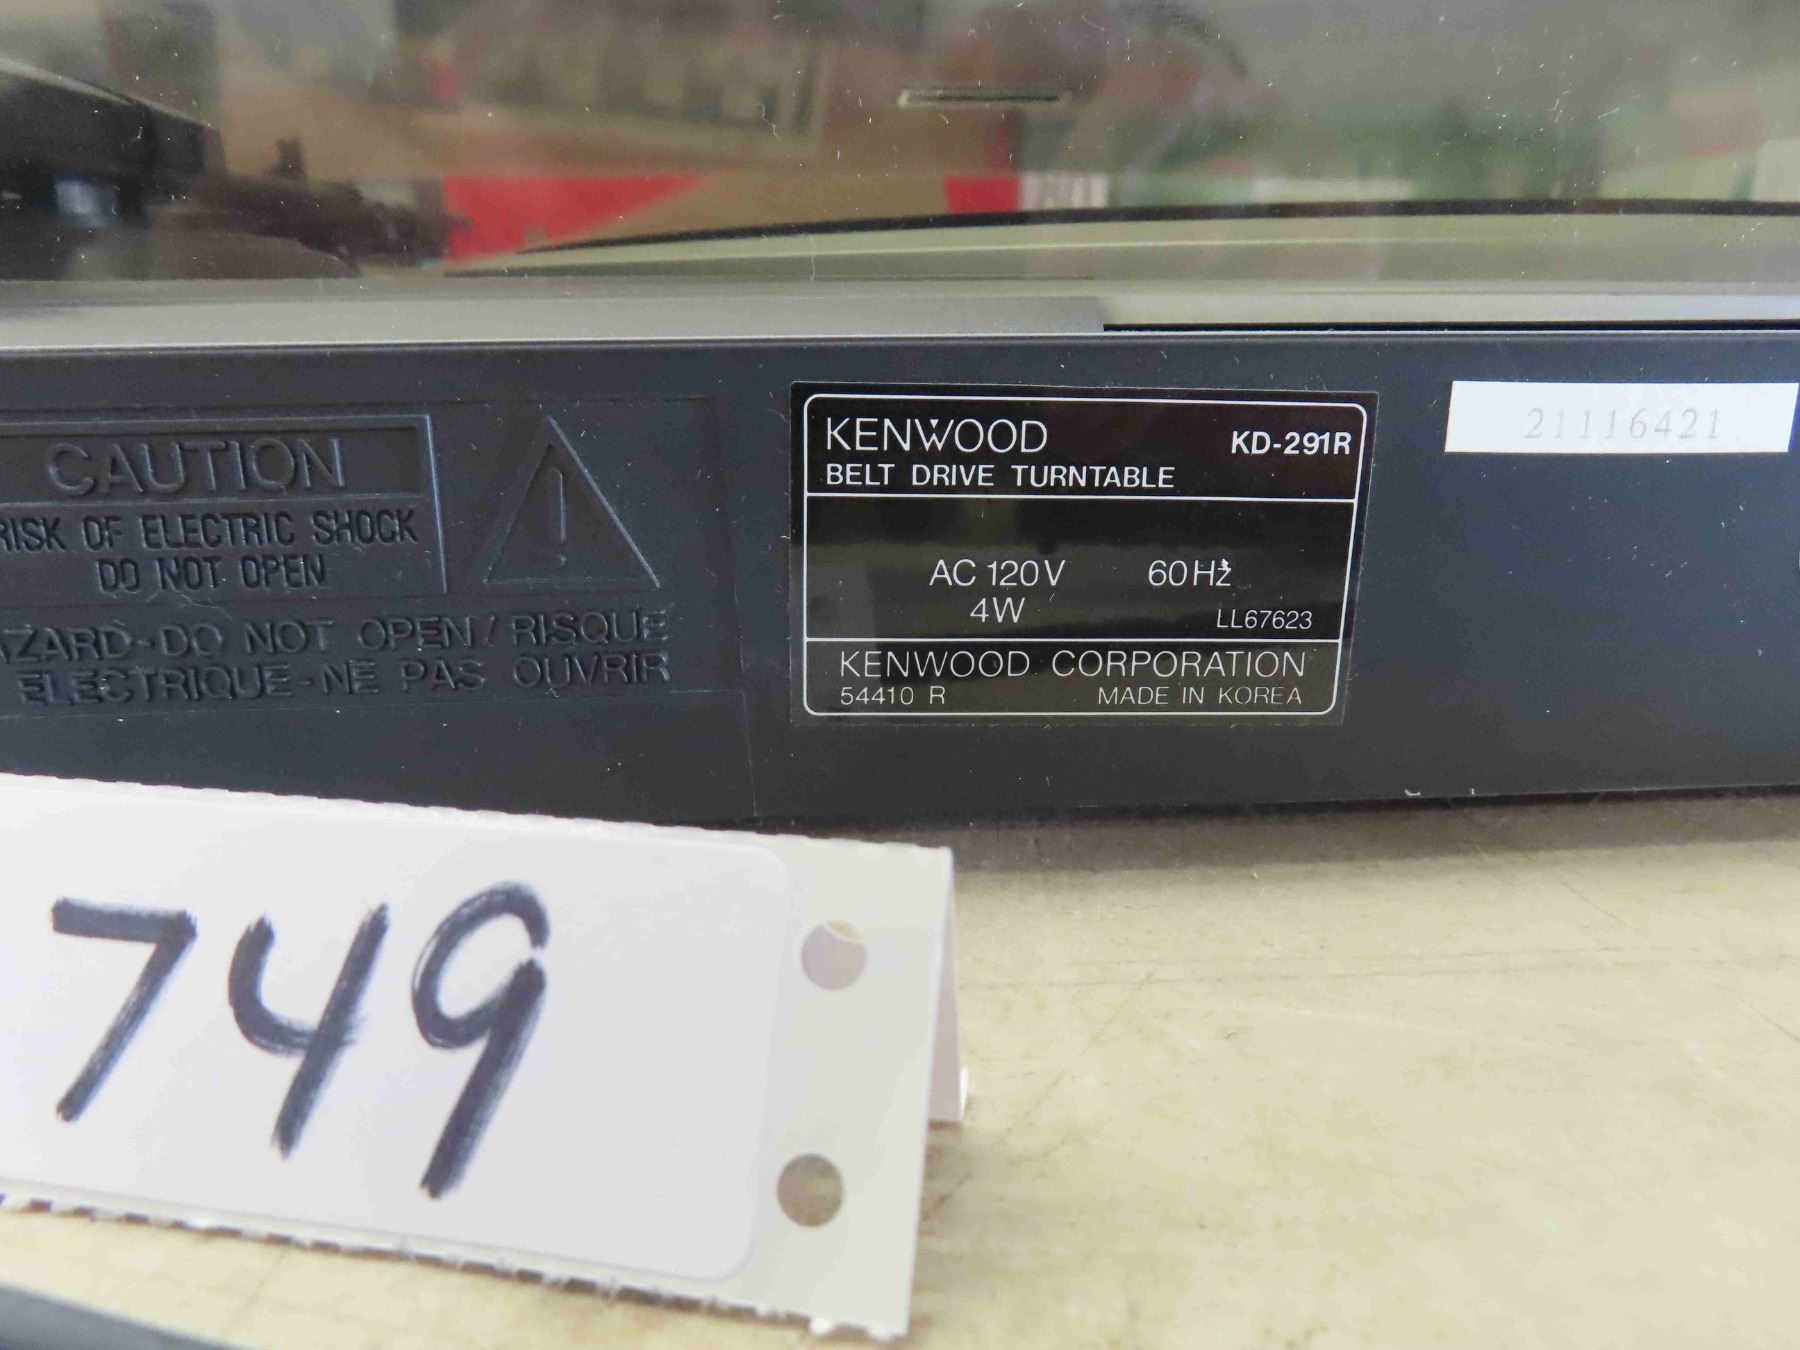 CAUTION
RISK OF ELECTRIC SHOCK
DO NOT OPEN
!
DO NOT OPEN / RISQUE
ELECTRIQUE-NE PAS OUVRIR
KENWOOD KD-291R
BELT DRIVE TURNTABLE
AC 120V 60Hz
4W LL67623
KENWOOD CORPORATION
54410 R MADE IN KOREA
21116421
749